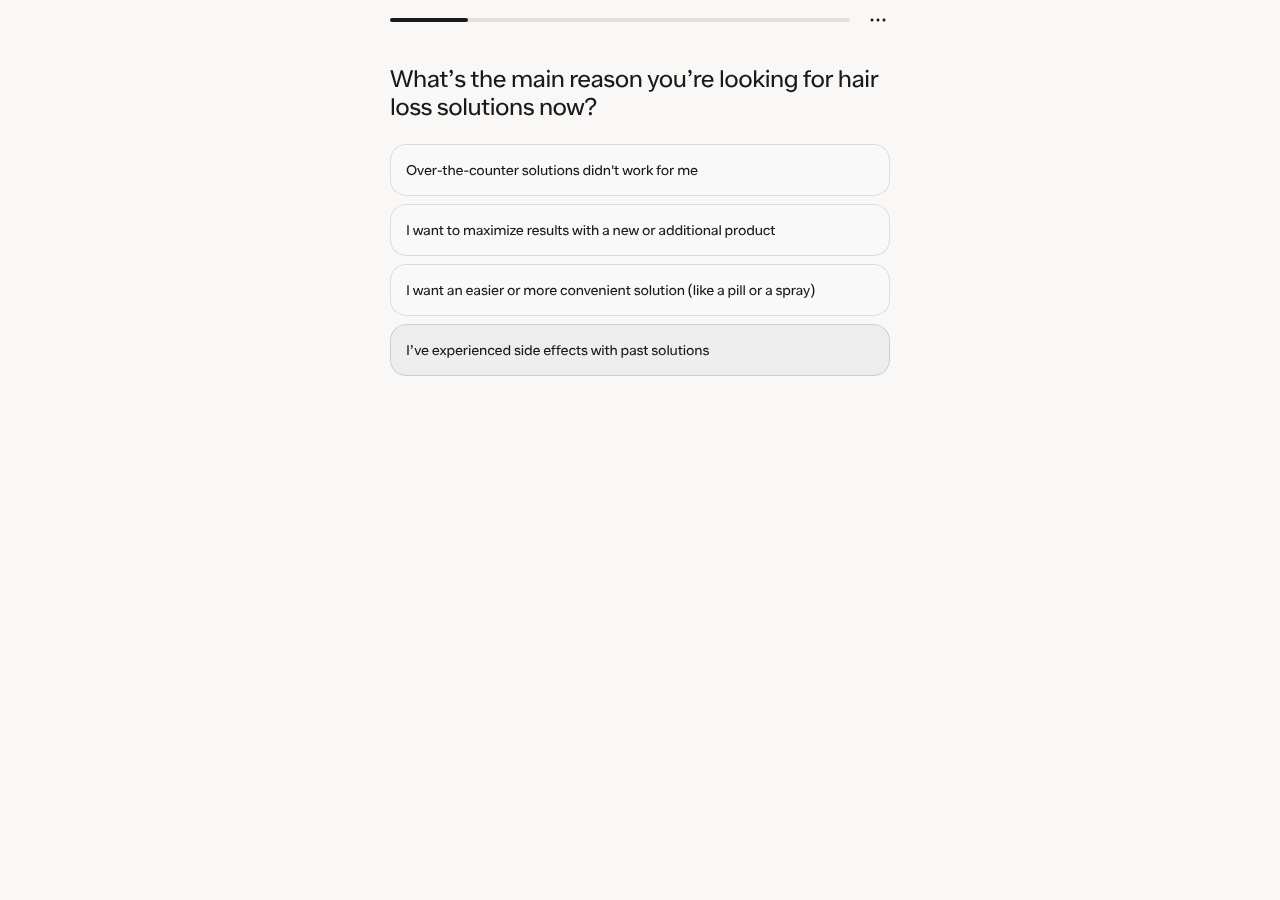 What’s the main reason you’re looking for hair
loss solutions now?
Over-the-counter solutions didn't work for me
I want to maximize results with a new or additional product
I want an easier or more convenient solution (like a pill or a spray)
I’ve experienced side effects with past solutions